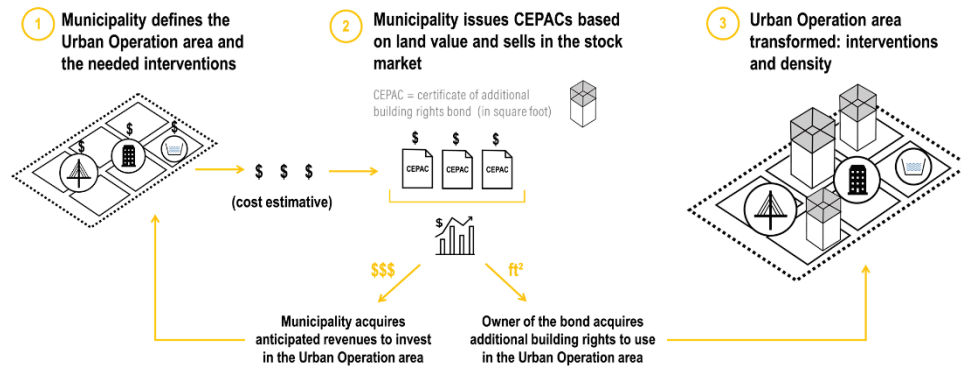 1
Municipality defines the
Urban Operation area and
the needed interventions
$ $ $
$ $ $
(cost estimative)
2
Municipality issues CEPACs based
on land value and sells in the stock
market
CEPAC = certificate of additional
building rights bond (in square foot)
$ $ $
CEPAC CEPAC CEPAC
$
$$$
ft²
Municipality acquires
anticipated revenues to invest
in the Urban Operation area
Owner of the bond acquires
additional building rights to use
in the Urban Operation area
3
Urban Operation area
transformed: interventions
and density